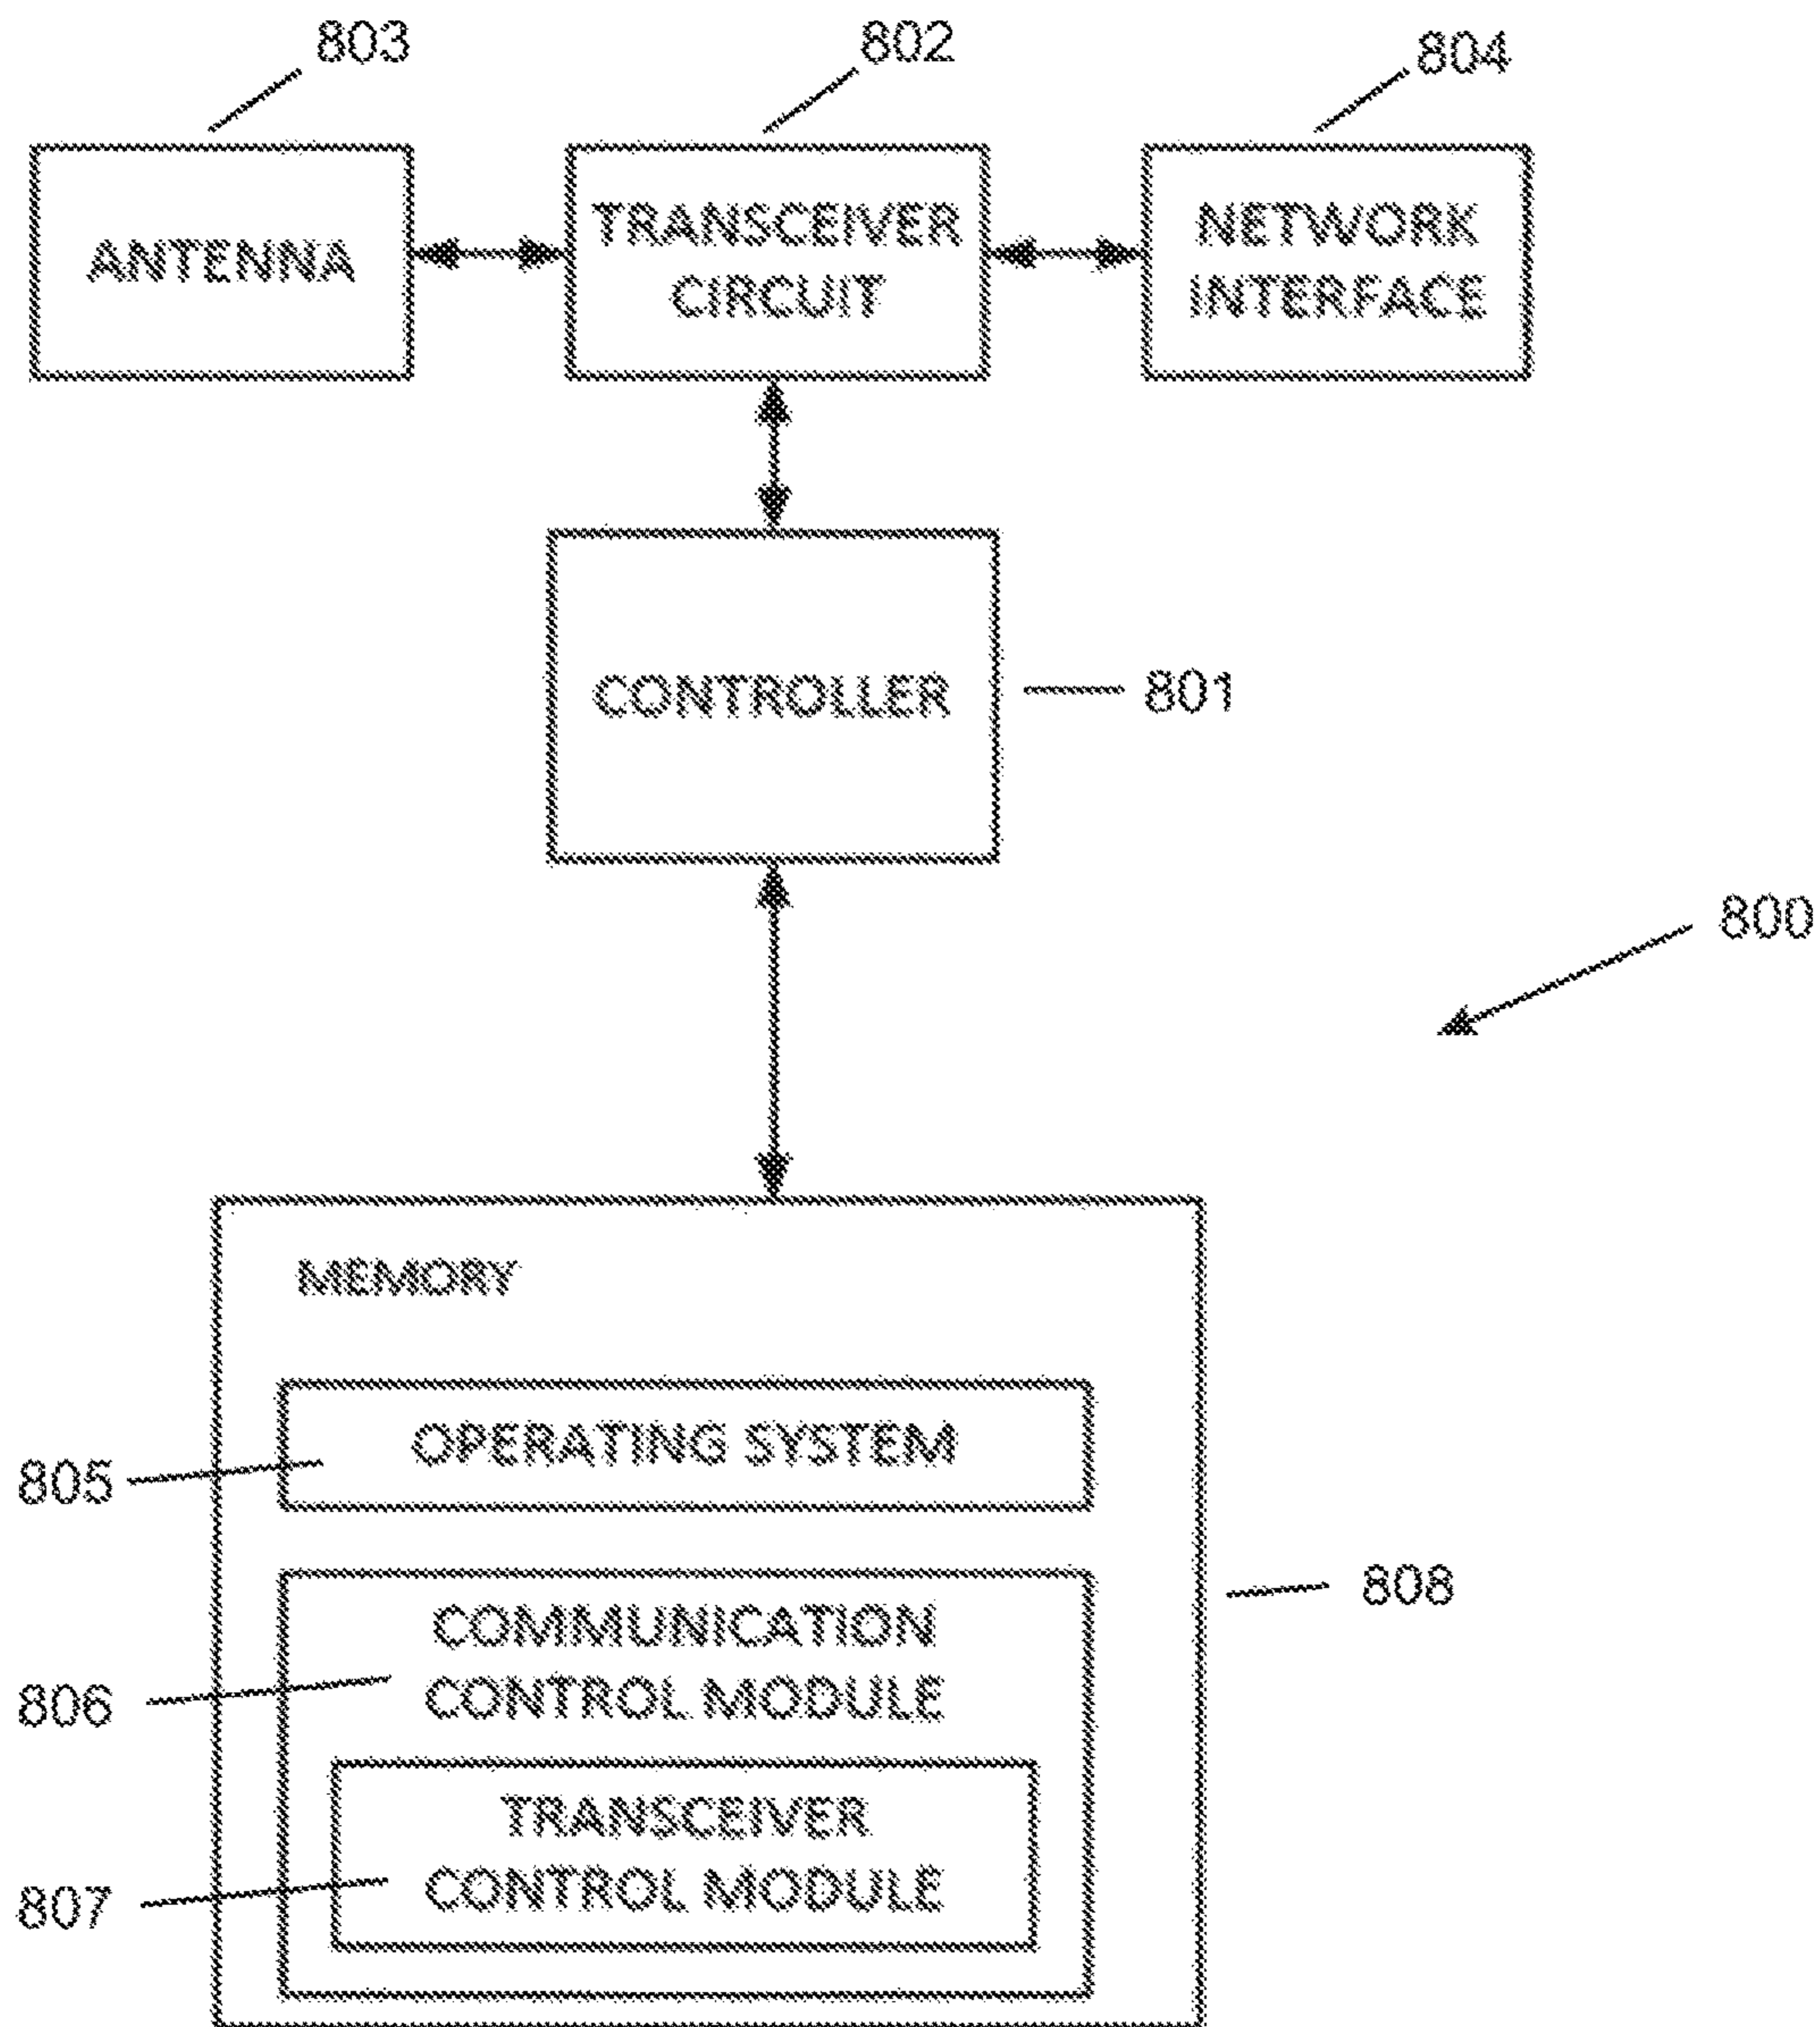 803
802
804
ANTENNA
TRANSCEIVER
CIRCUIT
NETWORK
INTERFACE
CONTROLLER
801
800
MEMORY
OPERATING SYSTEM
805
COMMUNICATION
CONTROL MODULE
806
808
TRANSCEIVER
CONTROL MODULE
807